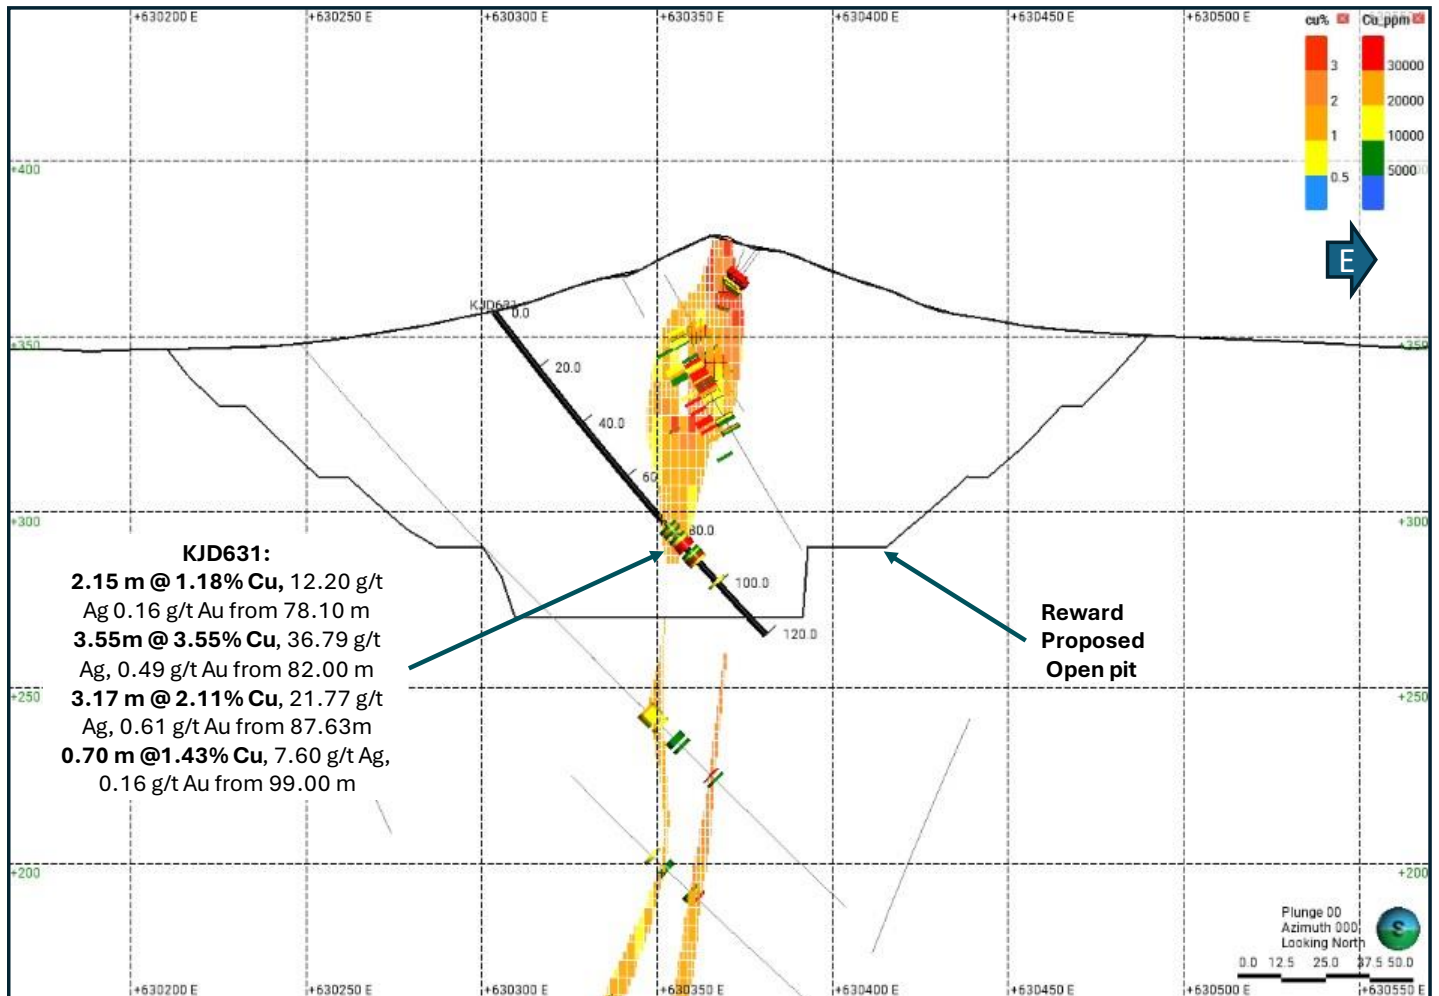 +630200 E
+630250 E
+630300 E
+630350 E
+630400 E
+630450 E
+630500 E
cu%
Cu_ppm
3
30000
2
20000
1
10000
0.5
5000
+400
E
KJD631
0.0
+350
+350
20.0
40.0
60
+300
+300
80.0
100.0
120.0
KJD631:
2.15 m @ 1.18% Cu, 12.20 g/t
Ag 0.16 g/t Au from 78.10 m
3.55m @ 3.55% Cu, 36.79 g/t
Ag, 0.49 g/t Au from 82.00 m
3.17 m @ 2.11% Cu, 21.77 g/t
Ag, 0.61 g/t Au from 87.63m
0.70 m @1.43% Cu, 7.60 g/t Ag,
0.16 g/t Au from 99.00 m
Reward
Proposed
Open pit
+250
+250
+200
+200
Plunge 00
Azimuth 000
Looking North
S
0.0 12.5 25.0 37.5 50.0
+630200 E
+630250 E
+630300 E
+630350 E
+630400 E
+630450 E
+630500 E
+630550 E